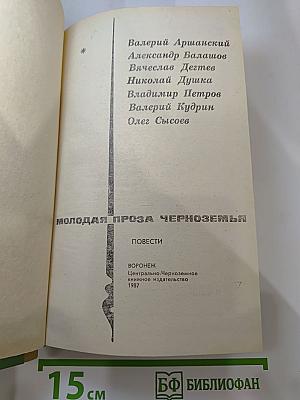 Валерий Аршанский
Александр Балашов
Вячеслав Дегтев
Николай Душка
Владимир Петров
Валерий Кудрин
Олег Сысоев
МОЛОДАЯ ПРОЗА ЧЕРНОЗЕМЬЯ
ПОВЕСТИ
ВОРОНЕЖ
Центрально-Черноземное
книжное издательство
1987
15 см
БФ БИБЛИОФАН